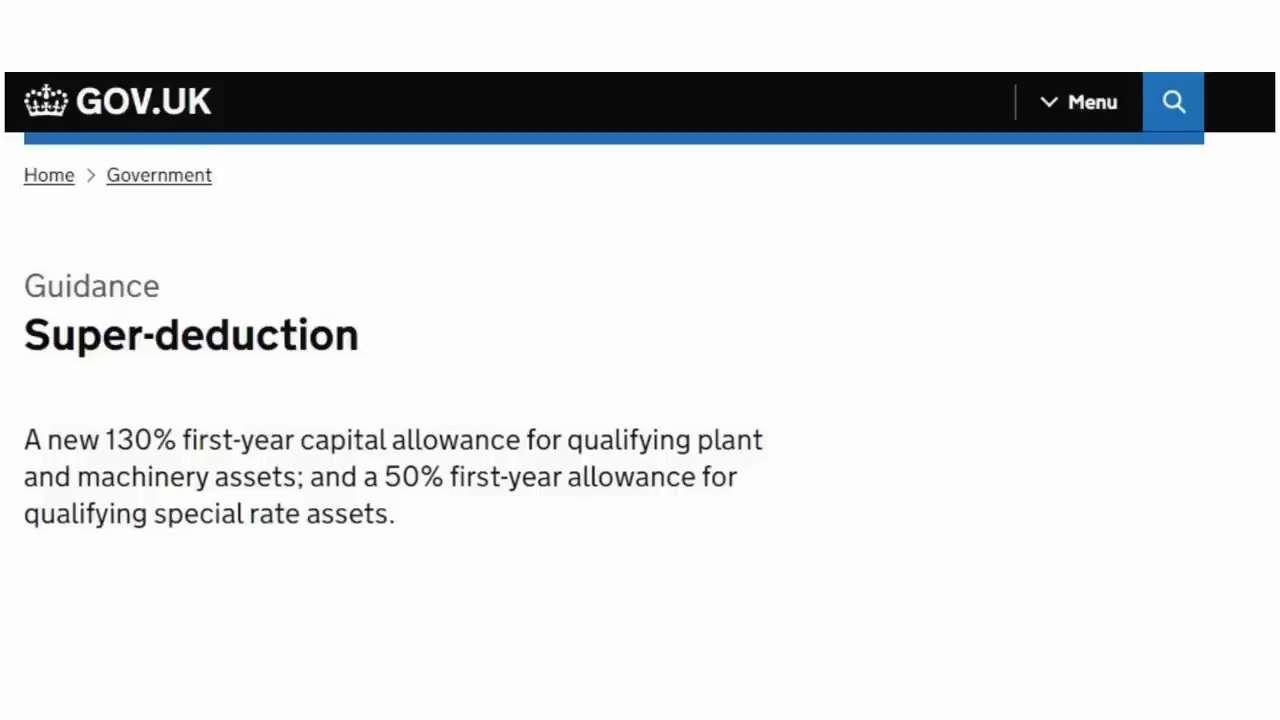 GOV.UK
Menu
Home > Government
Guidance
Super-deduction
A new 130% first-year capital allowance for qualifying plant
and machinery assets; and a 50% first-year allowance for
qualifying special rate assets.